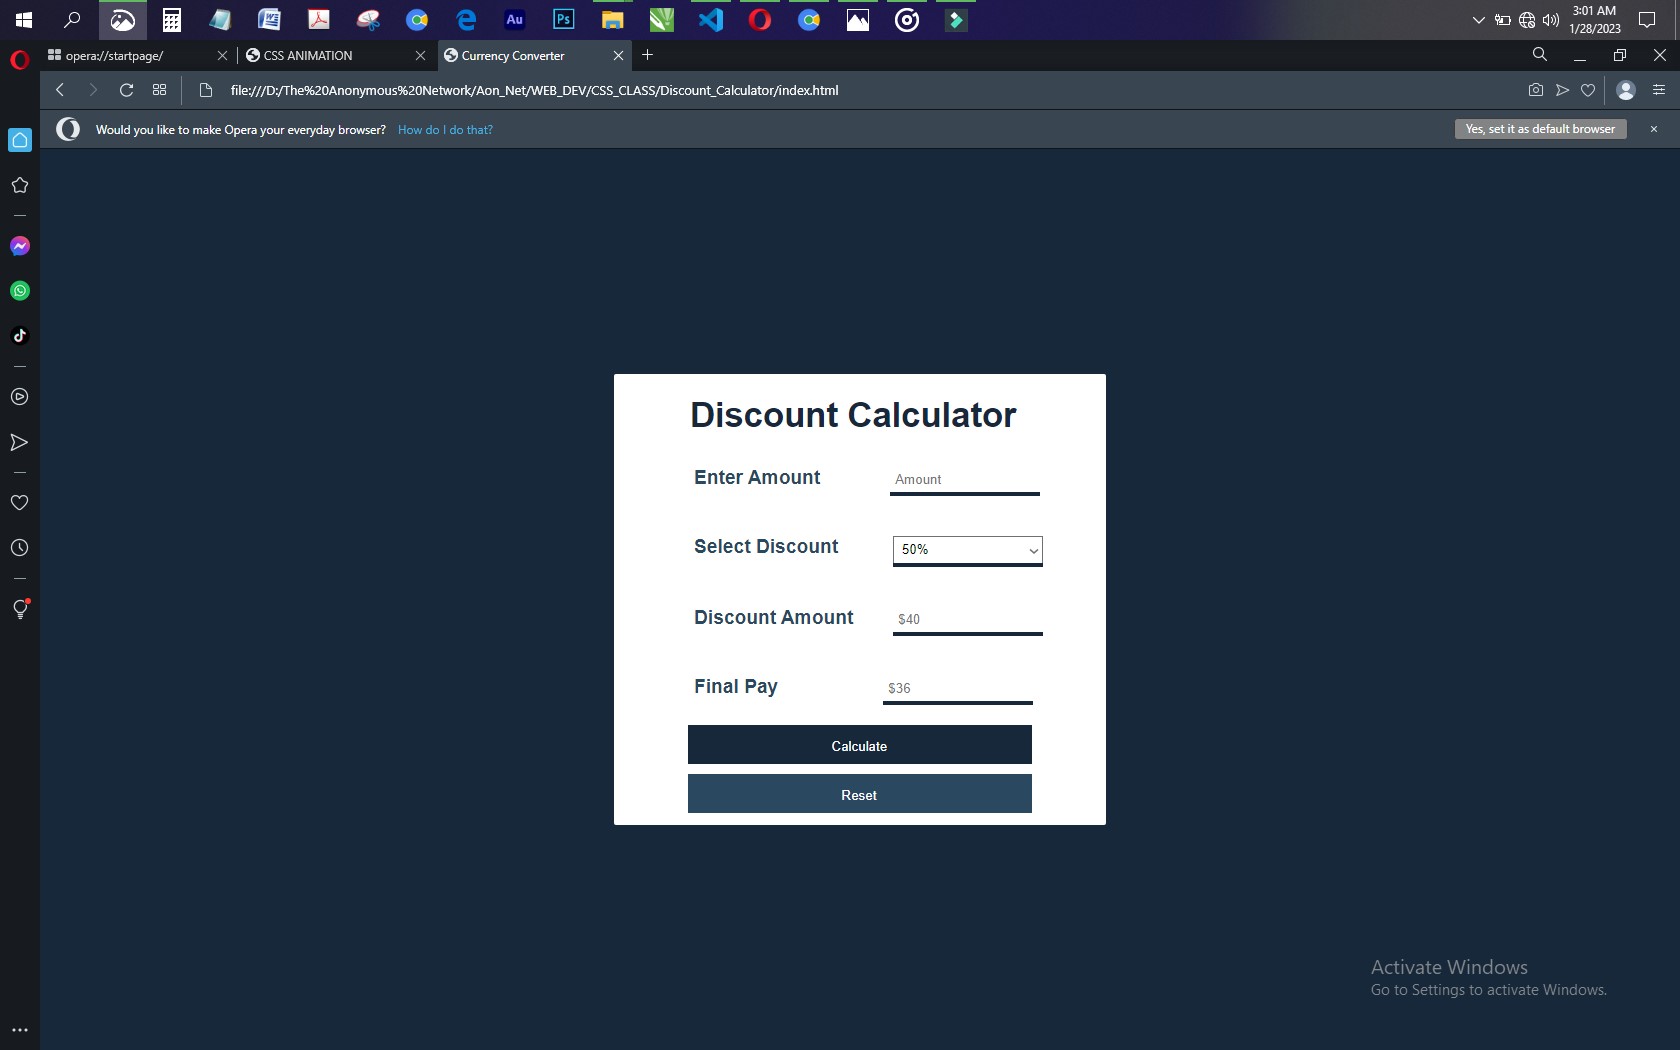 Au
Ps
3:01 AM
1/28/2023
opera://startpage/
CSS ANIMATION
Currency Converter
file:///D:/The%20Anonymous%20Network/Aon_Net/WEB_DEV/CSS_CLASS/Discount_Calculator/index.html
Would you like to make Opera your everyday browser? How do I do that?
Yes, set it as default browser
Discount Calculator
Enter Amount
Amount
Select Discount
50%
Discount Amount
$40
Final Pay
$36
Calculate
Reset
Activate Windows
Go to Settings to activate Windows.